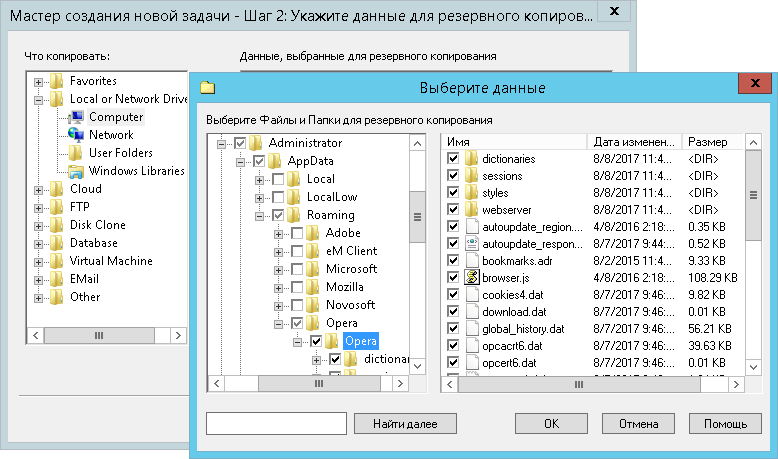 Мастер создания новой задачи - Шаг 2: Укажите данные для резервного копиров...
x
Что копировать:
Данные, выбранные для резервного копирования
Favorites
Local or Network Drive
Computer
Network
User Folders
Windows Libraries
Cloud
FTP
Disk Clone
Database
Virtual Machine
EMail
Other
Выберите данные
x
Выберите Файлы и Папки для резервного копирования
Administrator
AppData
Local
LocalLow
Roaming
Adobe
eM Client
Microsoft
Mozilla
Novosoft
Opera
Opera
dictionar
Имя Дата изменен... Размер
dictionaries 8/8/2017 11:4... <DIR>
sessions 8/8/2017 11:4... <DIR>
styles 8/8/2017 11:4... <DIR>
webserver 8/8/2017 11:4... <DIR>
autoupdate_region.... 4/8/2016 2:18:... 0.35 KB
autoupdate_respon... 8/7/2017 9:44:... 0.52 KB
bookmarks.adr 8/2/2015 11:4... 9.33 KB
browser.js 4/8/2016 2:18:... 108.29 KB
cookies4.dat 8/7/2017 9:46:... 9.82 KB
download.dat 8/7/2017 9:46:... 0.01 KB
global_history.dat 8/7/2017 9:46:... 56.21 KB
opcacrt6.dat 8/7/2017 9:46:... 39.63 KB
opcert6.dat 8/7/2017 9:46:... 0.01 KB
Найти далее
OK
Отмена
Помощь